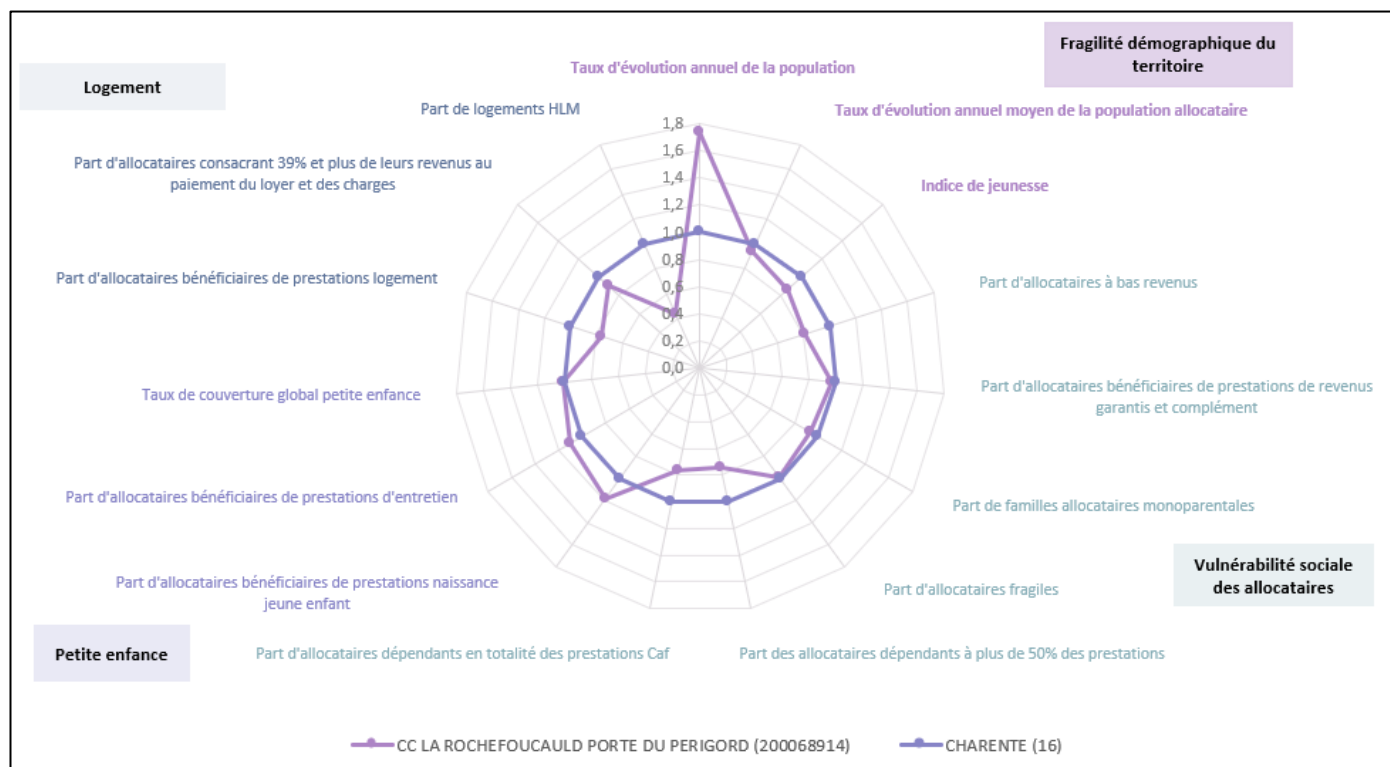 Fragilité démographique du
territoire
Logement
Taux d'évolution annuel de la population
Part de logements HLM
Taux d'évolution annuel moyen de la population allocataire
Part d'allocataires consacrant 39% et plus de leurs revenus au
paiement du loyer et des charges
Indice de jeunesse
Part d'allocataires bénéficiaires de prestations logement
Part d'allocataires à bas revenus
Taux de couverture global petite enfance
Part d'allocataires bénéficiaires de prestations de revenus
garantis et complément
Part d'allocataires bénéficiaires de prestations d'entretien
Part de familles allocataires monoparentales
Part d'allocataires bénéficiaires de prestations naissance
jeune enfant
Part d'allocataires fragiles
Vulnérabilité sociale
des allocataires
Petite enfance
Part d'allocataires dépendants en totalité des prestations Caf
Part des allocataires dépendants à plus de 50% des prestations
1,8
1,6
1,4
1,2
1,0
0,8
0,6
0,4
0,2
0,0
CC LA ROCHEFOUCAULD PORTE DU PERIGORD (200068914)
CHARENTE (16)